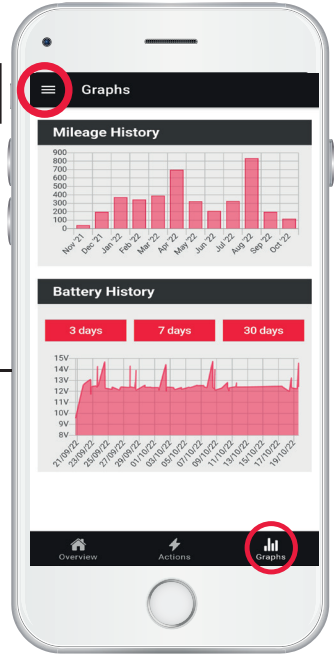 Graphs
Mileage History
900
800
700
600
500
400
300
200
100
0
Nov '21 Dec '21 Jan '22 Feb '22 Mar '22 Apr '22 May '22 Jun '22 Jul '22 Aug '22 Sep '22 Oct '22
Battery History
3 days 7 days 30 days
15V
14V
13V
12V
11V
10V
9V
8V
21/09/22 23/09/22 25/09/22 27/09/22 29/09/22 01/10/22 03/10/22 05/10/22 07/10/22 09/10/22 11/10/22 13/10/22 15/10/22 17/10/22 19/10/22
Overview Actions Graphs